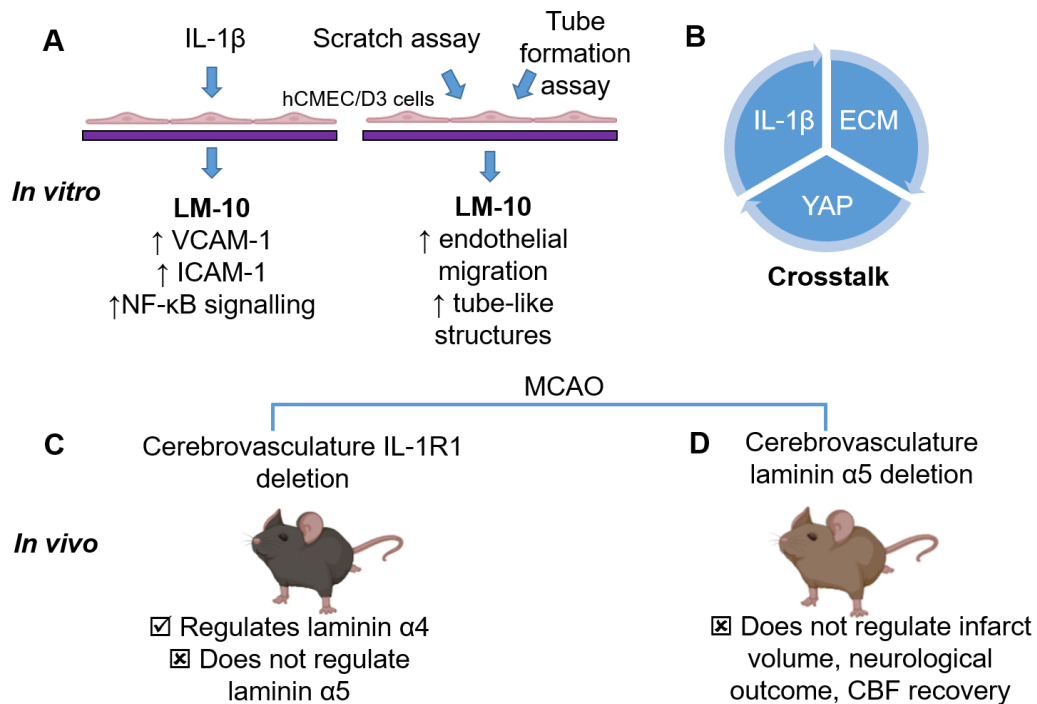 A
IL-1β
Scratch assay
Tube
formation
assay
hCMEC/D3 cells
In vitro
LM-10
↑ VCAM-1
↑ ICAM-1
↑NF-κB signalling
LM-10
↑ endothelial
migration
↑ tube-like
structures
B
IL-1β
ECM
YAP
Crosstalk
MCAO
C
Cerebrovasculature IL-1R1
deletion
In vivo
☑ Regulates laminin α4
☒ Does not regulate
laminin α5
D
Cerebrovasculature
laminin α5 deletion
☒ Does not regulate infarct
volume, neurological
outcome, CBF recovery